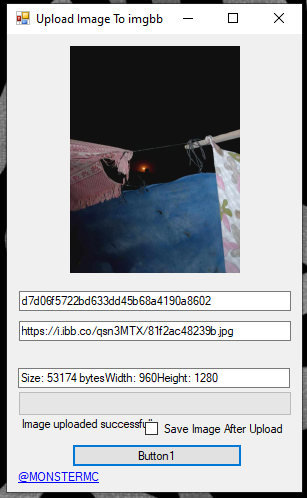 Upload Image To imgbb
d7d06f5722bd633dd45b68a4190a8602
https://i.ibb.co/qsn3MTX/81f2ac48239b.jpg
Size: 53174 bytesWidth: 960Height: 1280
Image uploaded successfull
Save Image After Upload
Button1
@MONSTERMC